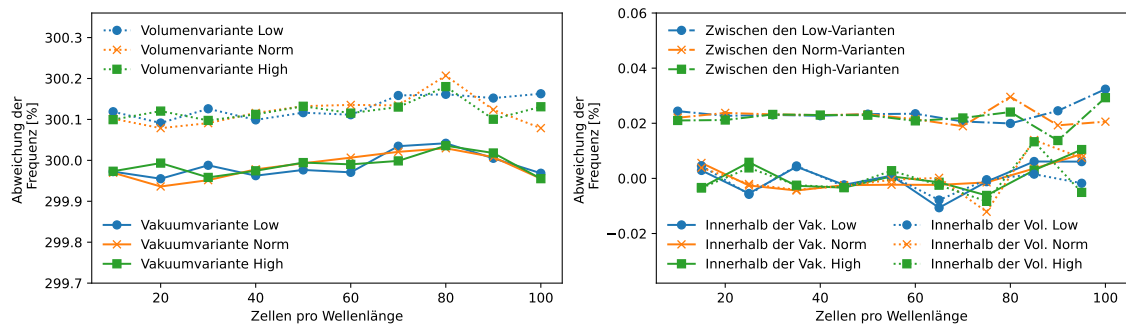 Abweichung der
Frequenz [%]
300.3
300.2
300.1
300.0
299.9
299.8
299.7
Volumenvariante Low
Volumenvariante Norm
Volumenvariante High
Vakuumvariante Low
Vakuumvariante Norm
Vakuumvariante High
20 40 60 80 100
Zellen pro Wellenlänge
Abweichung der
Frequenz [%]
0.06
0.04
0.02
0.00
−0.02
Zwischen den Low-Varianten
Zwischen den Norm-Varianten
Zwischen den High-Varianten
Innerhalb der Vak. Low
Innerhalb der Vak. Norm
Innerhalb der Vak. High
Innerhalb der Vol. Low
Innerhalb der Vol. Norm
Innerhalb der Vol. High
20 40 60 80 100
Zellen pro Wellenlänge